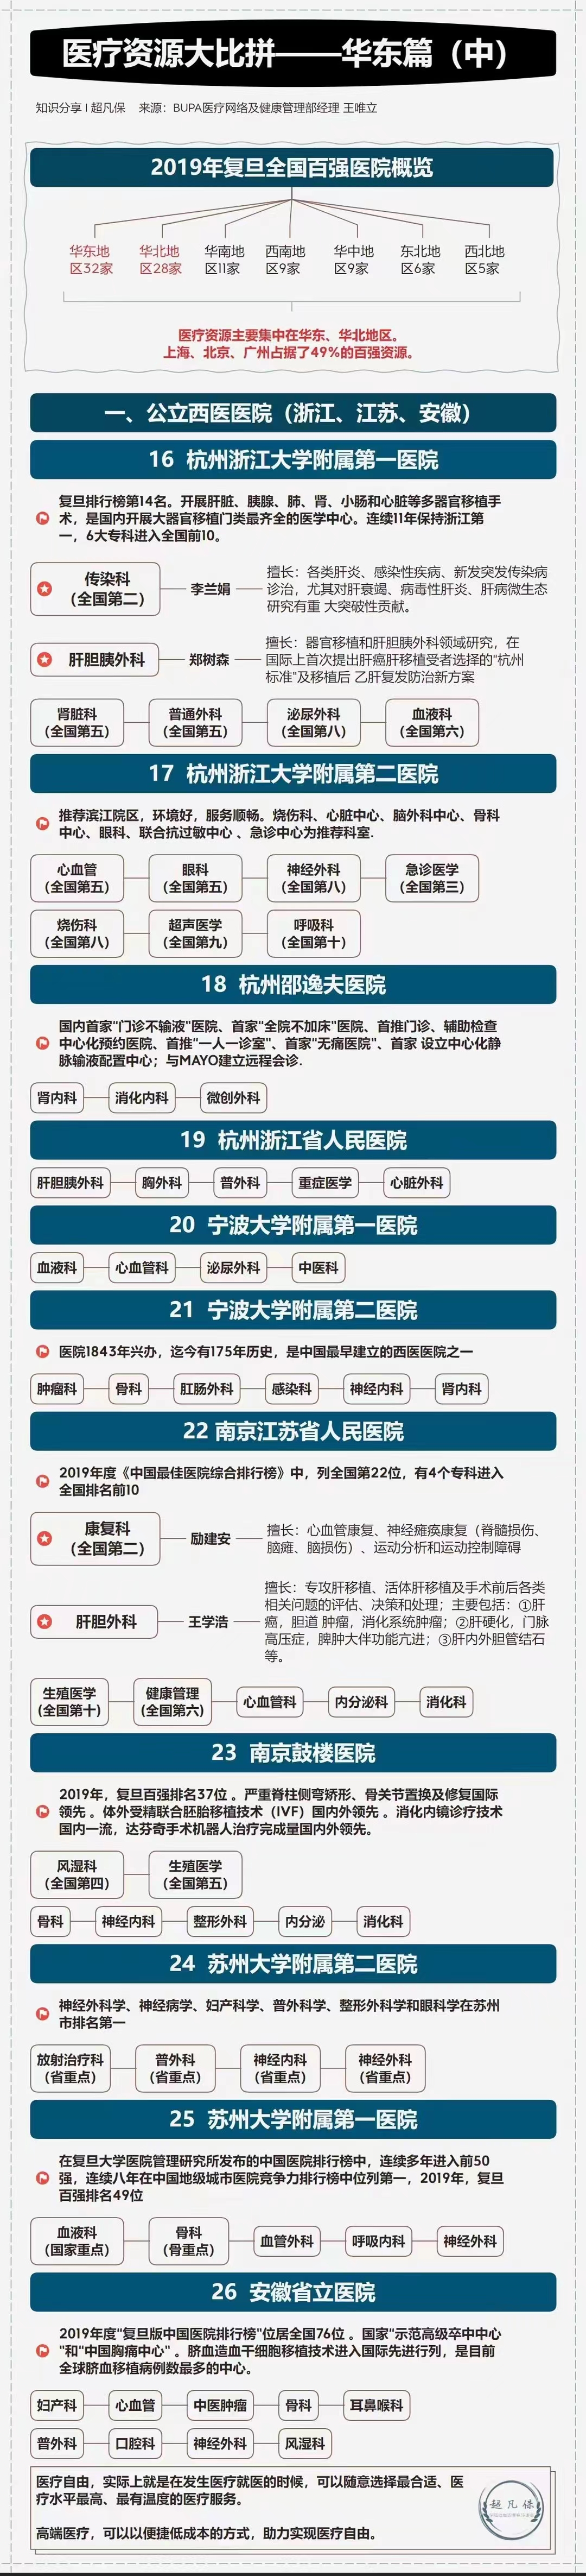 医疗资源大比拼——华东篇（中）
知识分享 I 超凡保 来源：BUPA医疗网络及健康管理部经理 王唯立
2019年复旦全国百强医院概览
华东地
区32家
华北地
区28家
华南地
区11家
西南地
区9家
华中地
区9家
东北地
区6家
西北地
区5家
医疗资源主要集中在华东、华北地区。
上海、北京、广州占据了49%的百强资源。
一、公立西医医院（浙江、江苏、安徽）
16 杭州浙江大学附属第一医院
复旦排行榜第14名。开展肝脏、胰腺、肺、肾、小肠和心脏等多器官移植手
术，是国内开展大器官移植门类最齐全的医学中心。连续11年保持浙江第
一，6大专科进入全国前10。
传染科
（全国第二）
李兰娟
擅长：各类肝炎、感染性疾病、新发突发传染病
诊治，尤其对肝衰竭、病毒性肝炎、肝病微生态
研究有重 大突破性贡献。
肝胆胰外科
郑树森
擅长：器官移植和肝胆胰外科领域研究，在
国际上首次提出肝癌肝移植受者选择的"杭州
标准"及移植后 乙肝复发防治新方案
肾脏科
（全国第五）
普通外科
（全国第五）
泌尿外科
（全国第八）
血液科
（全国第六）
17 杭州浙江大学附属第二医院
推荐滨江院区，环境好，服务顺畅。烧伤科、心脏中心、脑外科中心、骨科
中心、眼科、联合抗过敏中心 、急诊中心为推荐科室.
心血管
（全国第五）
眼科
（全国第五）
神经外科
（全国第八）
急诊医学
（全国第三）
烧伤科
（全国第八）
超声医学
（全国第九）
呼吸科
（全国第十）
18 杭州邵逸夫医院
国内首家"门诊不输液"医院、首家"全院不加床"医院、首推门诊、辅助检查
中心化预约医院、首推"一人一诊室"、首家"无痛医院"、首家 设立中心化静
脉输液配置中心；与MAYO建立远程会诊.
肾内科
消化内科
微创外科
19 杭州浙江省人民医院
肝胆胰外科
胸外科
普外科
重症医学
心脏外科
20 宁波大学附属第一医院
血液科
心血管科
泌尿外科
中医科
21 宁波大学附属第二医院
医院1843年兴办，迄今有175年历史，是中国最早建立的西医医院之一
肿瘤科
骨科
肛肠外科
感染科
神经内科
肾内科
22 南京江苏省人民医院
2019年度《中国最佳医院综合排行榜》中，列全国第22位，有4个专科进入
全国排名前10
康复科
（全国第二）
励建安
擅长：心血管康复、神经瘫痪康复（脊髓损伤、
脑瘫、脑损伤）、运动分析和运动控制障碍
肝胆外科
王学浩
擅长：专攻肝移植、活体肝移植及手术前后各类
相关问题的评估、决策和处理；主要包括：①肝
癌，胆道 肿瘤，消化系统肿瘤；②肝硬化，门脉
高压症，脾肿大伴功能亢进；③肝内外胆管结石
等。
生殖医学
（全国第十）
健康管理
（全国第六）
心血管科
内分泌科
消化科
23 南京鼓楼医院
2019年，复旦百强排名37位 。严重脊柱侧弯矫形、骨关节置换及修复国际
领先 。体外受精联合胚胎移植技术（IVF）国内外领先 。消化内镜诊疗技术
国内一流，达芬奇手术机器人治疗完成量国内外领先。
风湿科
（全国第四）
生殖医学
（全国第五）
骨科
神经内科
整形外科
内分泌
消化科
24 苏州大学附属第二医院
神经外科学、神经病学、妇产科学、普外科学、整形外科学和眼科学在苏州
市排名第一
放射治疗科
（省重点）
普外科
（省重点）
神经内科
（省重点）
神经外科
（省重点）
25 苏州大学附属第一医院
在复旦大学医院管理研究所发布的中国医院排行榜中，连续多年进入前50
强，连续八年在中国地级城市医院竞争力排行榜中位列第一，2019年，复旦
百强排名49位
血液科
（国家重点）
骨科
（骨重点）
血管外科
呼吸内科
神经外科
26 安徽省立医院
2019年度"复旦版中国医院排行榜"位居全国76位 。国家"示范高级卒中中心
"和"中国胸痛中心" 。脐血造血干细胞移植技术进入国际先进行列，是目前
全球脐血移植病例数最多的中心。
妇产科
心血管
中医肿瘤
骨科
耳鼻喉科
普外科
口腔科
神经外科
风湿科
医疗自由，实际上就是在发生医疗就医的时候，可以随意选择最合适、医
疗水平最高、最有温度的医疗服务。
高端医疗，可以以便捷低成本的方式，助力实现医疗自由。
超凡保